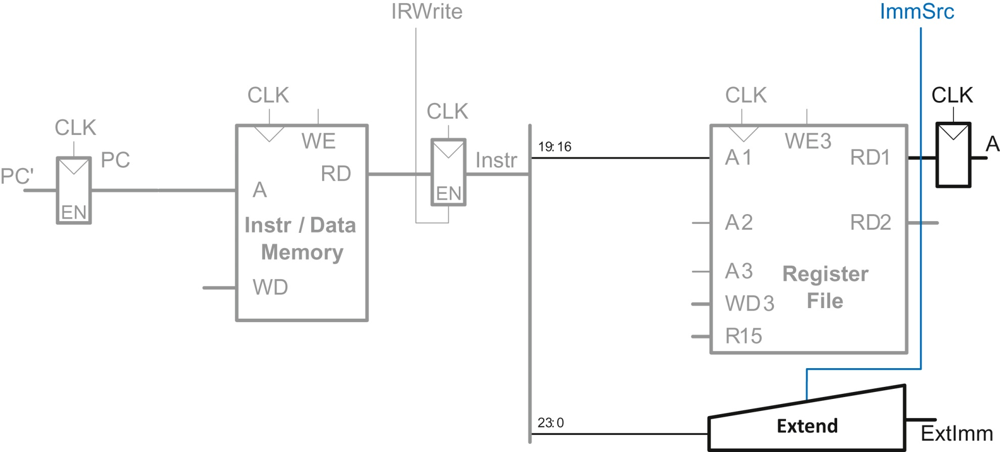 IRWrite
ImmSrc
CLK
CLK
CLK
CLK
CLK
PC'
PC
EN
WE
RD
A
Instr / Data
Memory
WD
EN
Instr
19:16
A1
WE3
RD1
A
A2
RD2
A3
Register
File
WD3
R15
23:0
Extend
ExtImm